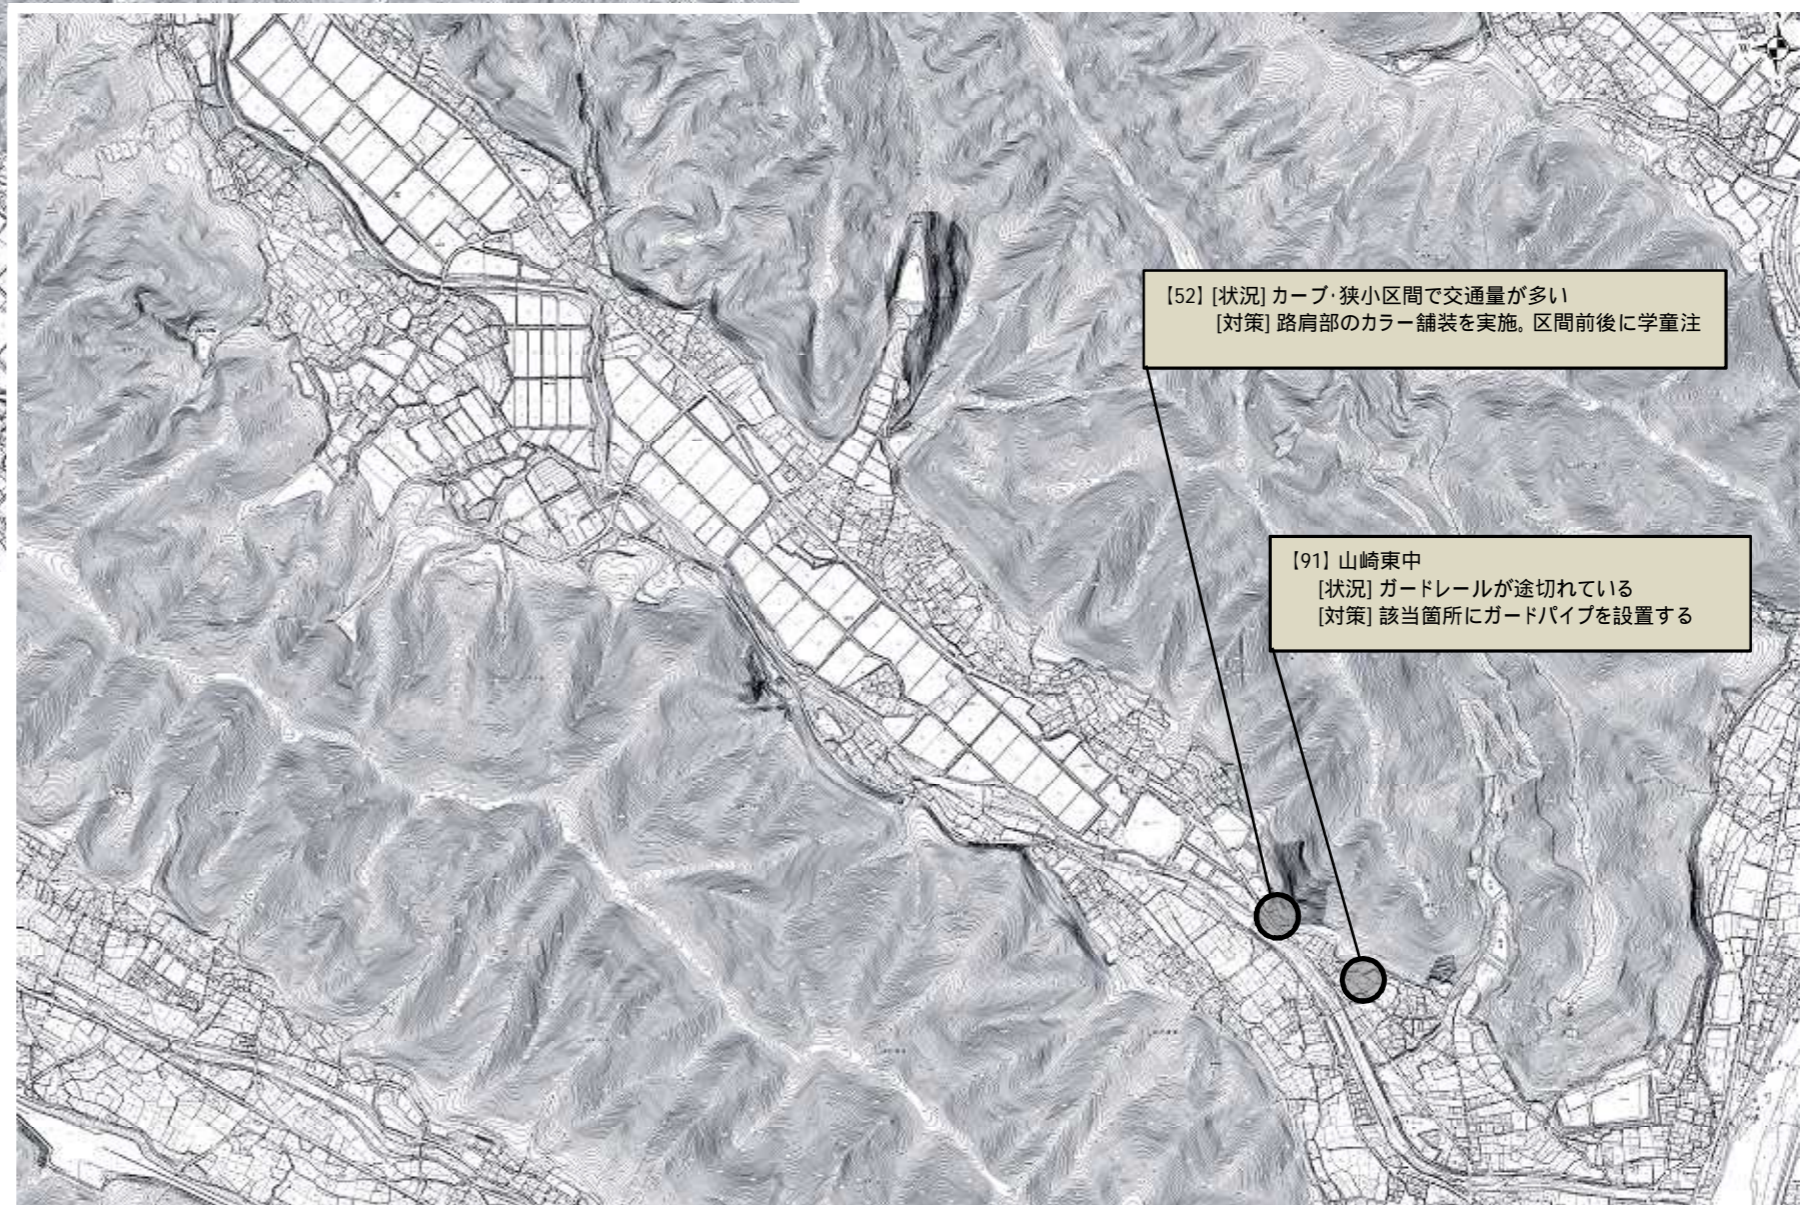 【52】 [状況] カーブ・狭小区間で交通量が多い
[対策] 路肩部のカラー舗装を実施。区間前後に学童注
【91】 山崎東中
[状況] ガードレールが途切れている
[対策] 該当箇所にガードパイプを設置する